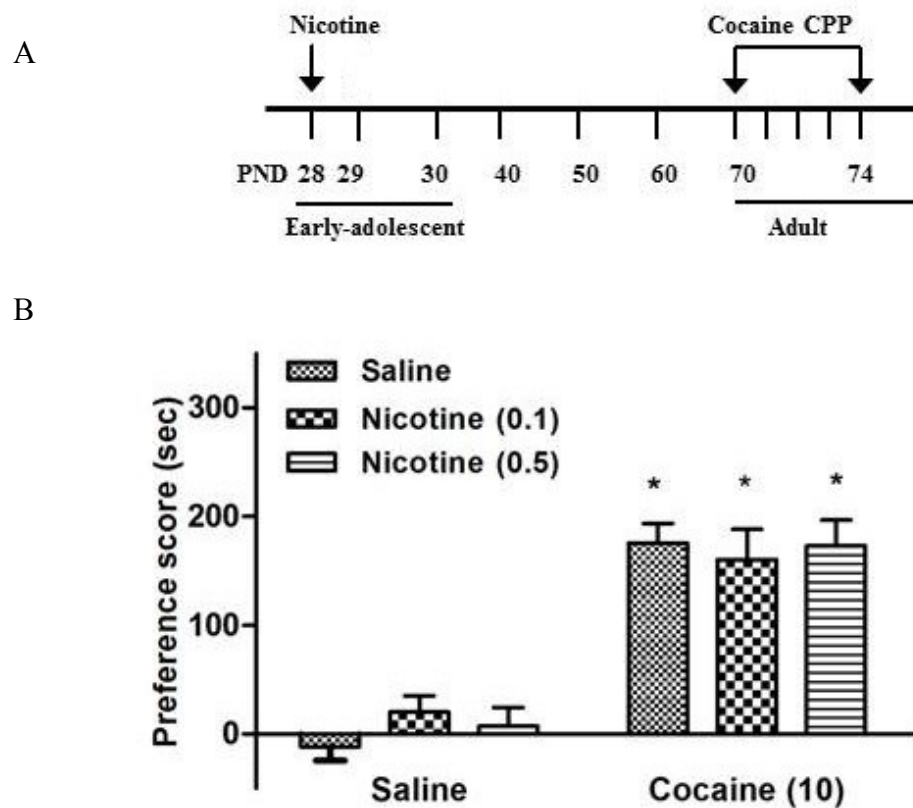 A
Nicotine
Cocaine CPP
PND 28 29 30 40 50 60 70 74
Early-adolescent
Adult
B
Preference score (sec)
300
200
100
0
Saline
Nicotine (0.1)
Nicotine (0.5)
* * *
Saline
Cocaine (10)